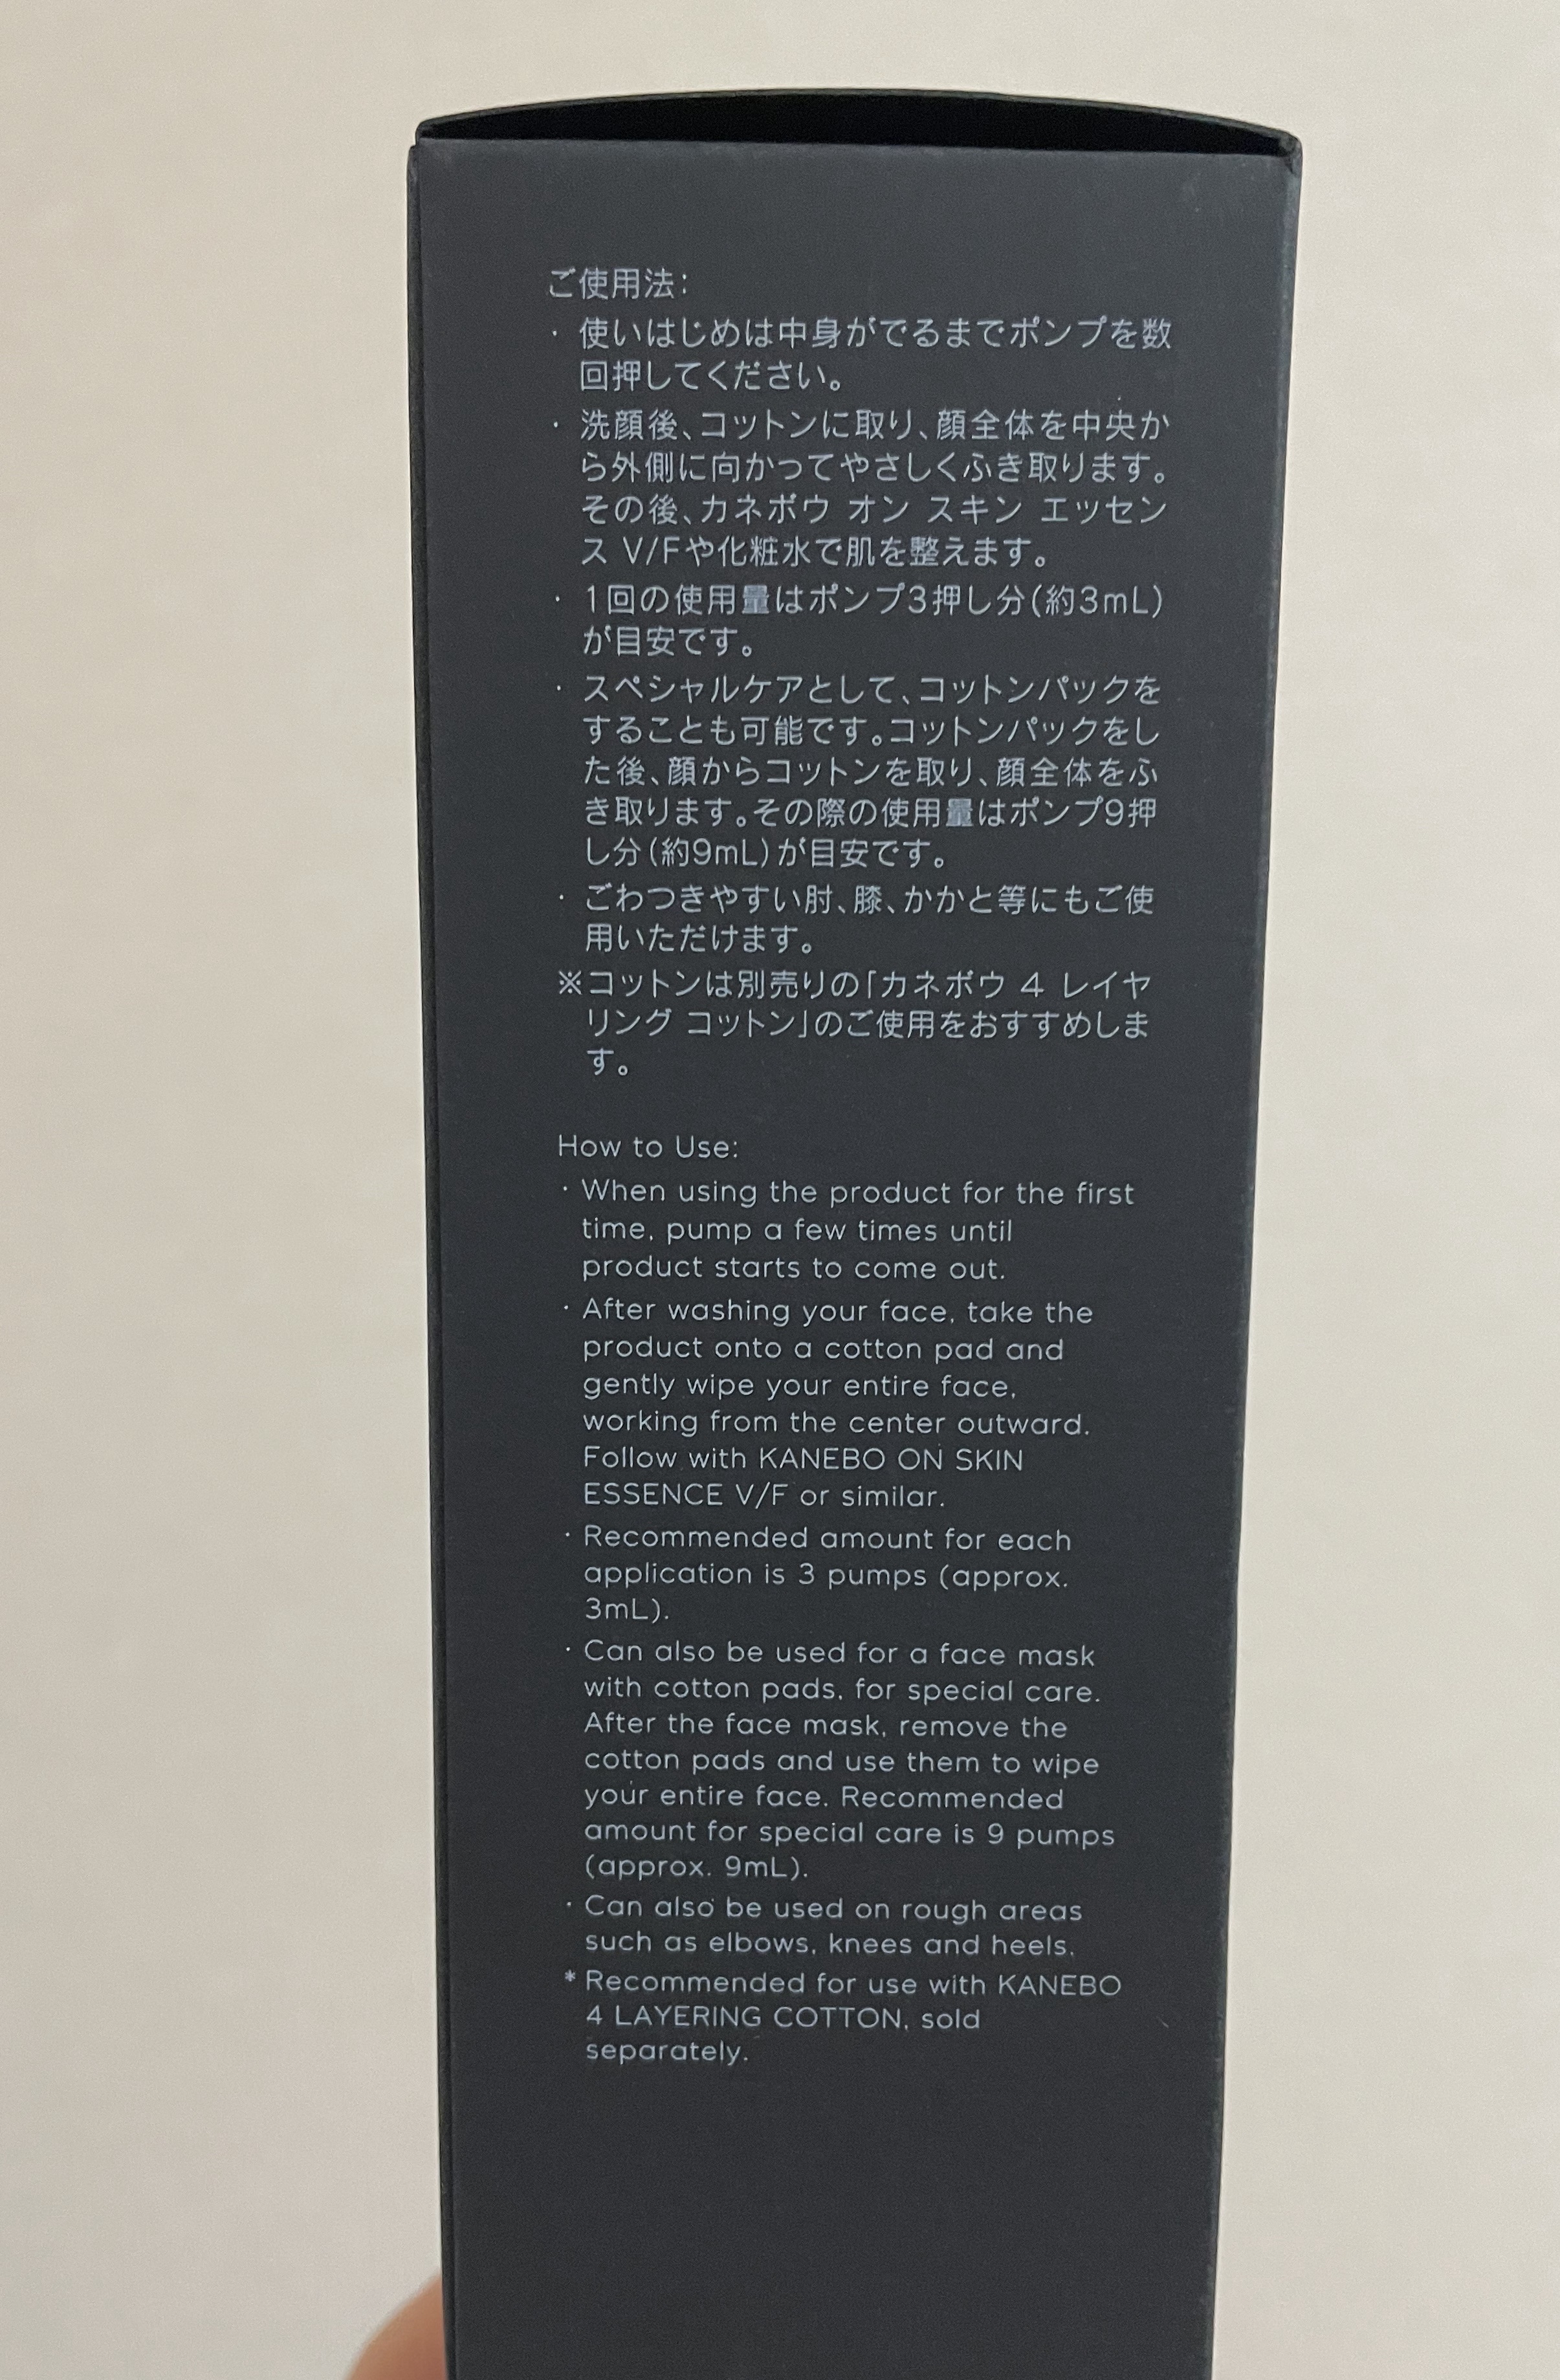 ご使用法:
・使いはじめは中身がでるまでポンプを数
回押してください。
・洗顔後、コットンに取り、顔全体を中央か
ら外側に向かってやさしくふき取ります。
その後、カネボウ オン スキン エッセン
ス V/Fや化粧水で肌を整えます。
・1回の使用量はポンプ3押し分(約3mL)
が目安です。
・スペシャルケアとして、コットンパックを
することも可能です。コットンパックをし
た後、顔からコットンを取り、顔全体をふ
き取ります。その際の使用量はポンプ9押
し分(約9mL)が目安です。
・ごわつきやすい肘、膝、かかと等にもご使
用いただけます。
※コットンは別売りの「カネボウ 4 レイヤ
リング コットン」のご使用をおすすめしま
す。
How to Use:
· When using the product for the first
time, pump a few times until
product starts to come out.
· After washing your face, take the
product onto a cotton pad and
gently wipe your entire face,
working from the center outward.
Follow with KANEBO ON SKIN
ESSENCE V/F or similar.
· Recommended amount for each
application is 3 pumps (approx.
3mL).
· Can also be used for a face mask
with cotton pads, for special care.
After the face mask, remove the
cotton pads and use them to wipe
your entire face. Recommended
amount for special care is 9 pumps
(approx. 9mL).
· Can also be used on rough areas
such as elbows, knees and heels.
* Recommended for use with KANEBO
4 LAYERING COTTON, sold
separately.